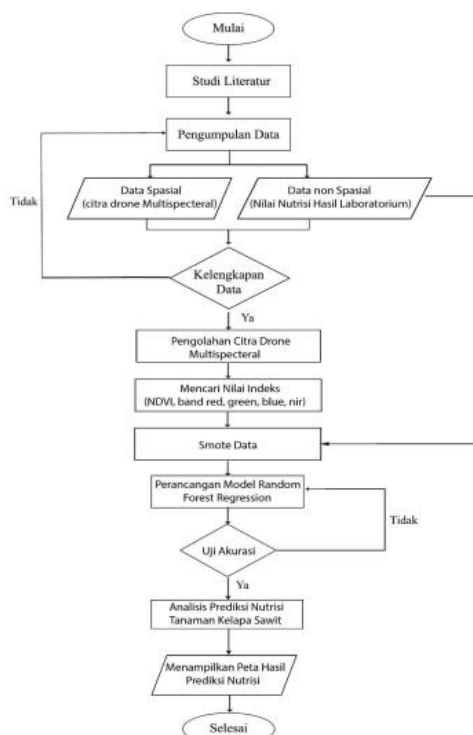 Mulai
Studi Literatur
Pengumpulan Data
Data Spasial
(citra drone Multispecteral)
Data non Spasial
(Nilai Nutrisi Hasil Laboratorium)
Tidak
Kelengkapan
Data
Ya
Pengolahan Citra Drone
Multispecteral
Mencari Nilai Indeks
(NDVI, band red, green, blue, nir)
Smote Data
Perancangan Model Random
Forest Regression
Tidak
Uji Akurasi
Ya
Analisis Prediksi Nutrisi
Tanaman Kelapa Sawit
Menampilkan Peta Hasil
Prediksi Nutrisi
Selesai